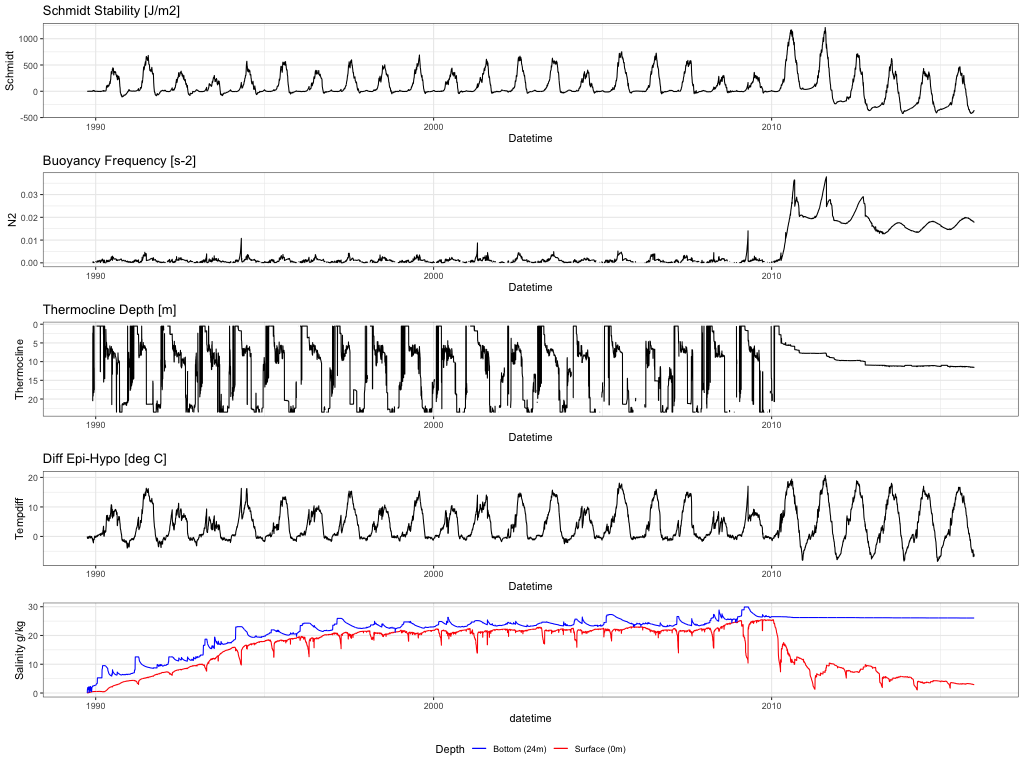 Schmidt Stability [J/m2]
Schmidt
1000
500
0
-500
1990
2000
2010
Datetime
Buoyancy Frequency [s-2]
N2
0.03
0.02
0.01
0.00
1990
2000
2010
Datetime
Thermocline Depth [m]
Thermocline
0
5
10
15
20
1990
2000
2010
Datetime
Diff Epi-Hypo [deg C]
Tempdiff
20
10
0
1990
2000
2010
Datetime
Salinity g/kg
30
20
10
0
1990
2000
2010
datetime
Depth Bottom (24m) Surface (0m)